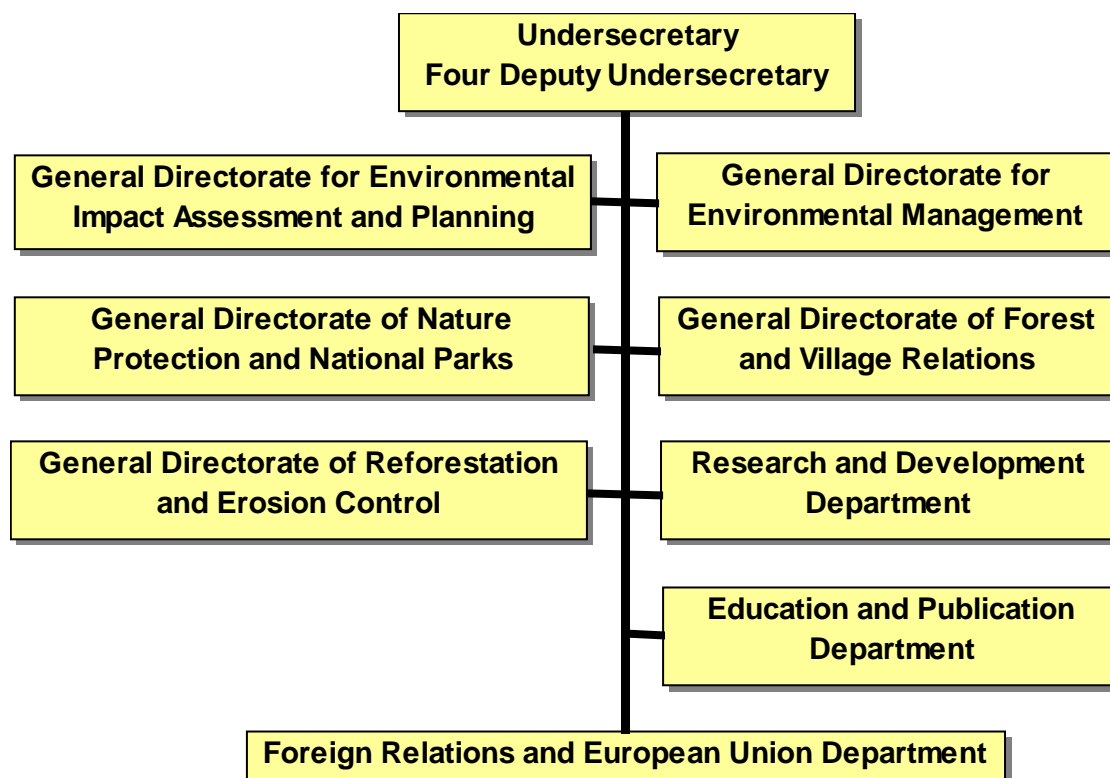 Undersecretary
Four Deputy Undersecretary
General Directorate for Environmental
Impact Assessment and Planning
General Directorate for
Environmental Management
General Directorate of Nature
Protection and National Parks
General Directorate of Forest
and Village Relations
General Directorate of Reforestation
and Erosion Control
Research and Development
Department
Education and Publication
Department
Foreign Relations and European Union Department